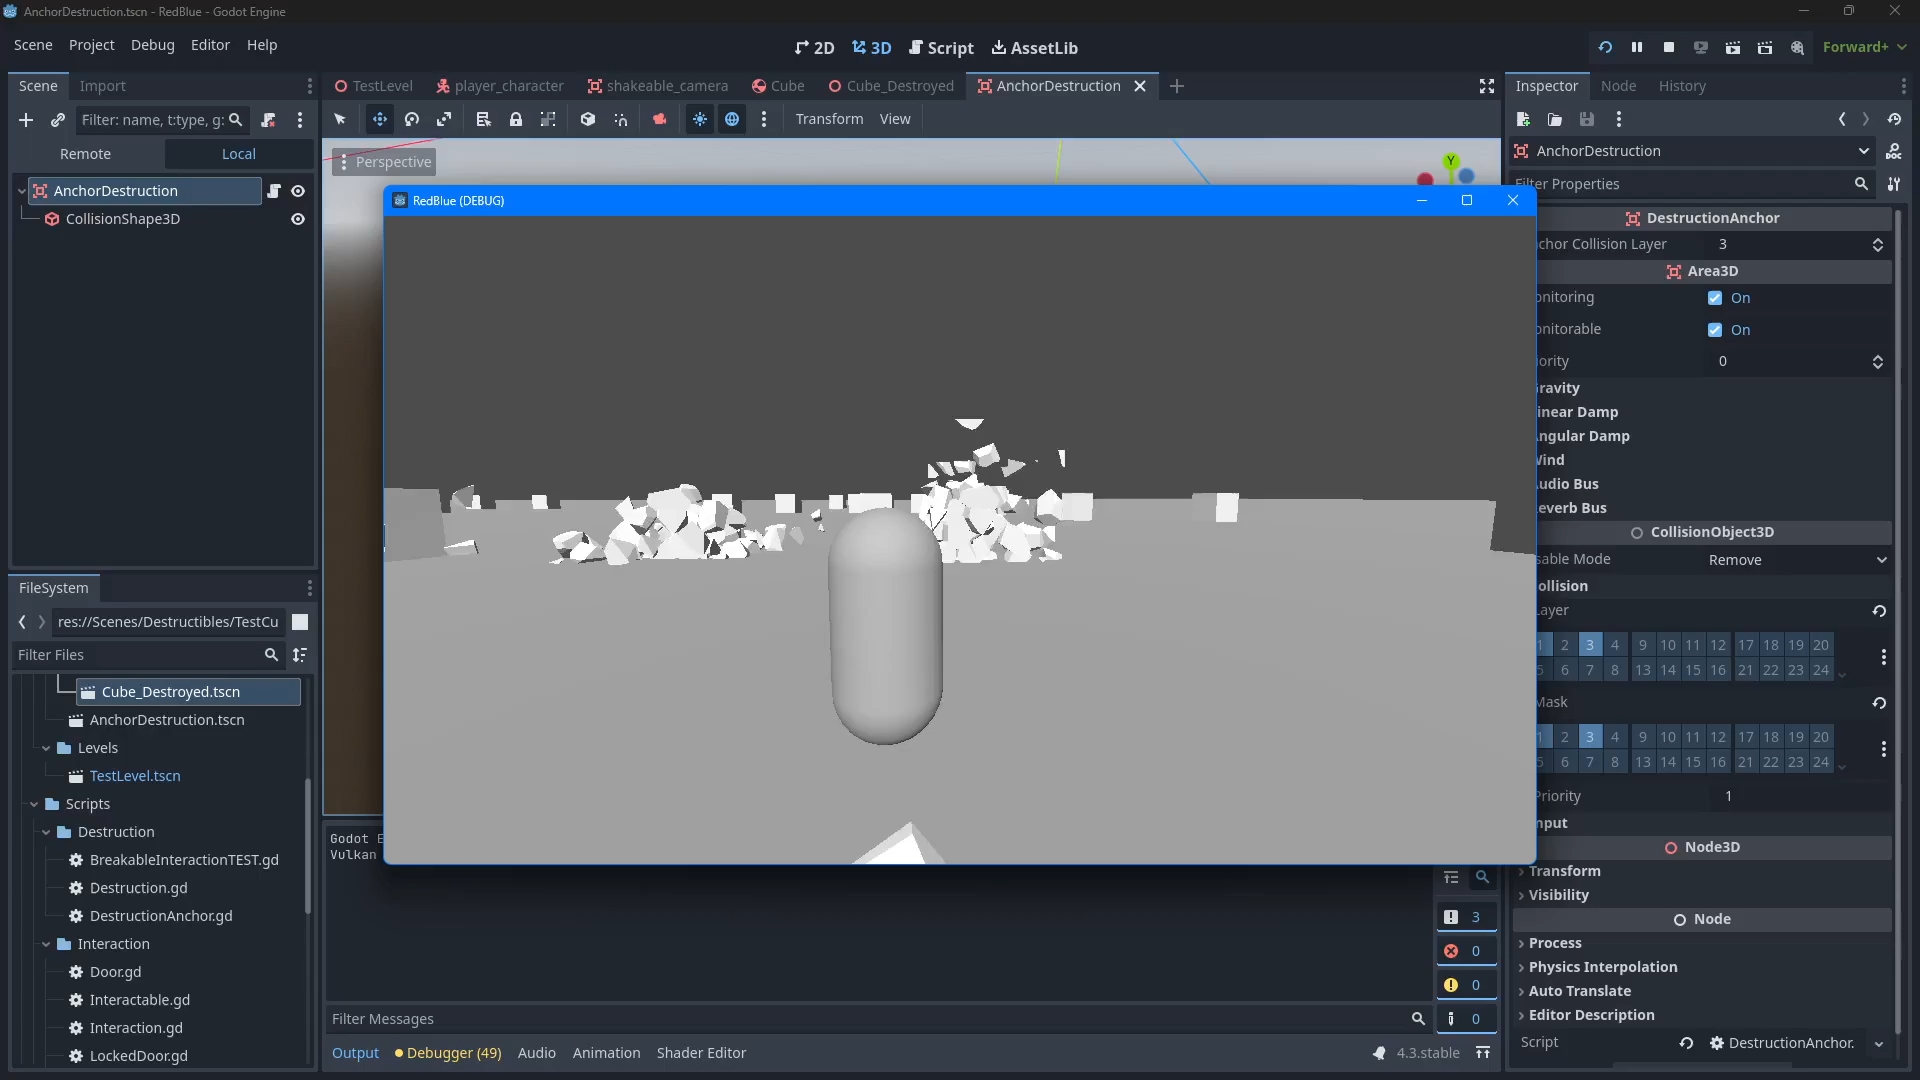 AnchorDestruction.tscn - RedBlue - Godot Engine
Scene Project Debug Editor Help
2D 3D Script AssetLib
Forward+
Scene Import
TestLevel player_character shakeable_camera Cube Cube_Destroyed AnchorDestruction
Inspector Node History
Filter: name, t:type, g:
Transform View
Remote Local
Perspective
Y
AnchorDestruction
Filter Properties
AnchorDestruction
CollisionShape3D
RedBlue (DEBUG)
DestructionAnchor
chor Collision Layer 3
Area3D
onitoring On
onitorable On
iority 0
Gravity
inear Damp
ngular Damp
Wind
udio Bus
everb Bus
CollisionObject3D
sable Mode Remove
ollision
Layer
1 2 3 4 9 10 11 12 17 18 19 20
5 6 7 8 13 14 15 16 21 22 23 24
Mask
1 2 3 4 9 10 11 12 17 18 19 20
5 6 7 8 13 14 15 16 21 22 23 24
Priority 1
nput
Node3D
Transform
Visibility
Node
Process
Physics Interpolation
Auto Translate
Editor Description
Script DestructionAnchor.
FileSystem
res://Scenes/Destructibles/TestCu
Filter Files
Cube_Destroyed.tscn
AnchorDestruction.tscn
Levels
TestLevel.tscn
Scripts
Destruction
BreakableInteractionTEST.gd
Destruction.gd
DestructionAnchor.gd
Interaction
Door.gd
Interactable.gd
Interaction.gd
LockedDoor.gd
Godot E
Vulkan
3
0
0
0
Filter Messages
Output Debugger (49) Audio Animation Shader Editor
4.3.stable